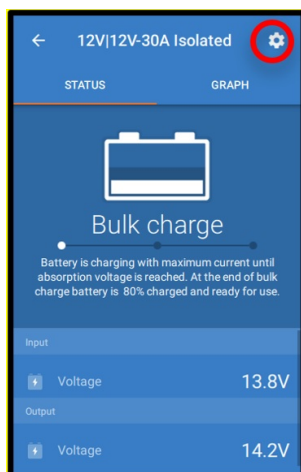 12V|12V-30A Isolated
STATUS GRAPH
Bulk charge
Battery is charging with maximum current until
absorption voltage is reached. At the end of bulk
charge battery is 80% charged and ready for use.
Input
Voltage 13.8V
Output
Voltage 14.2V